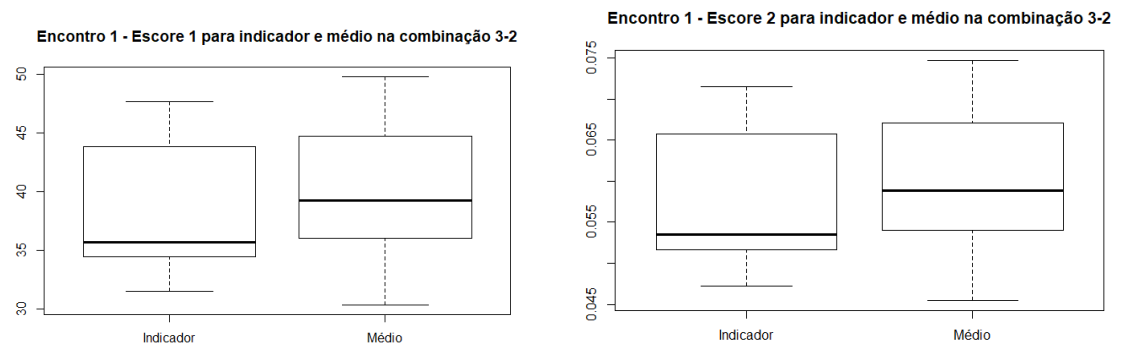 Encontro 1 - Escore 1 para indicador e médio na combinação 3-2
50
45
40
35
30
Indicador Médio
Encontro 1 - Escore 2 para indicador e médio na combinação 3-2
0.075
0.065
0.055
0.045
Indicador Médio